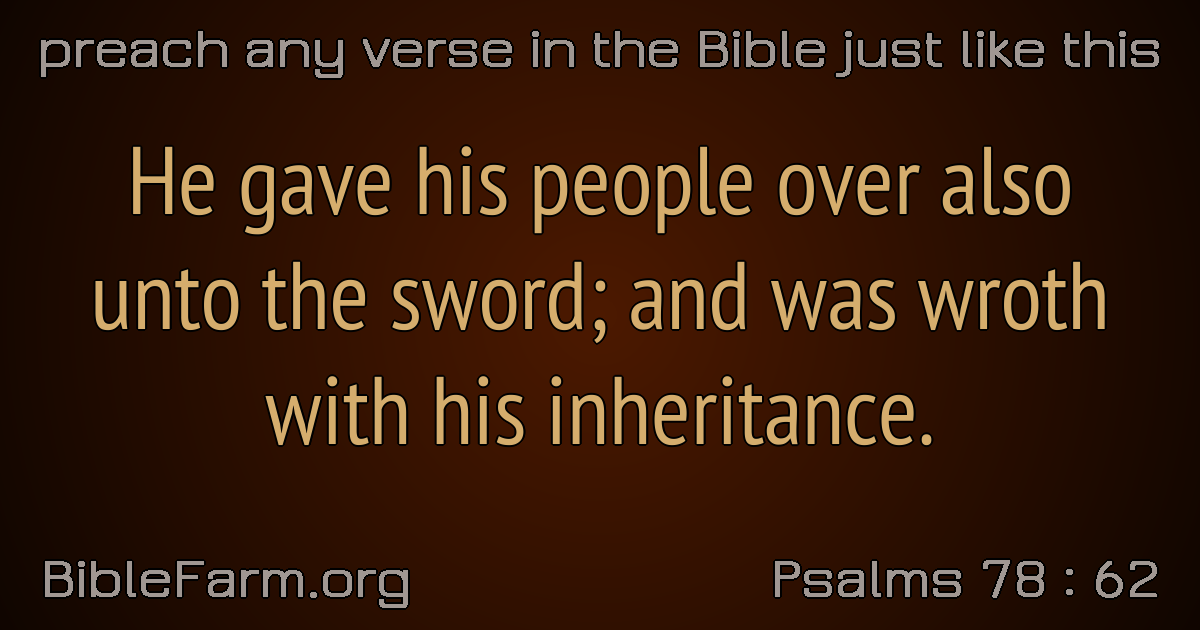 preach any verse in the Bible just like this
He gave his people over also
unto the sword; and was wroth
with his inheritance.
BibleFarm.org
Psalms 78 : 62